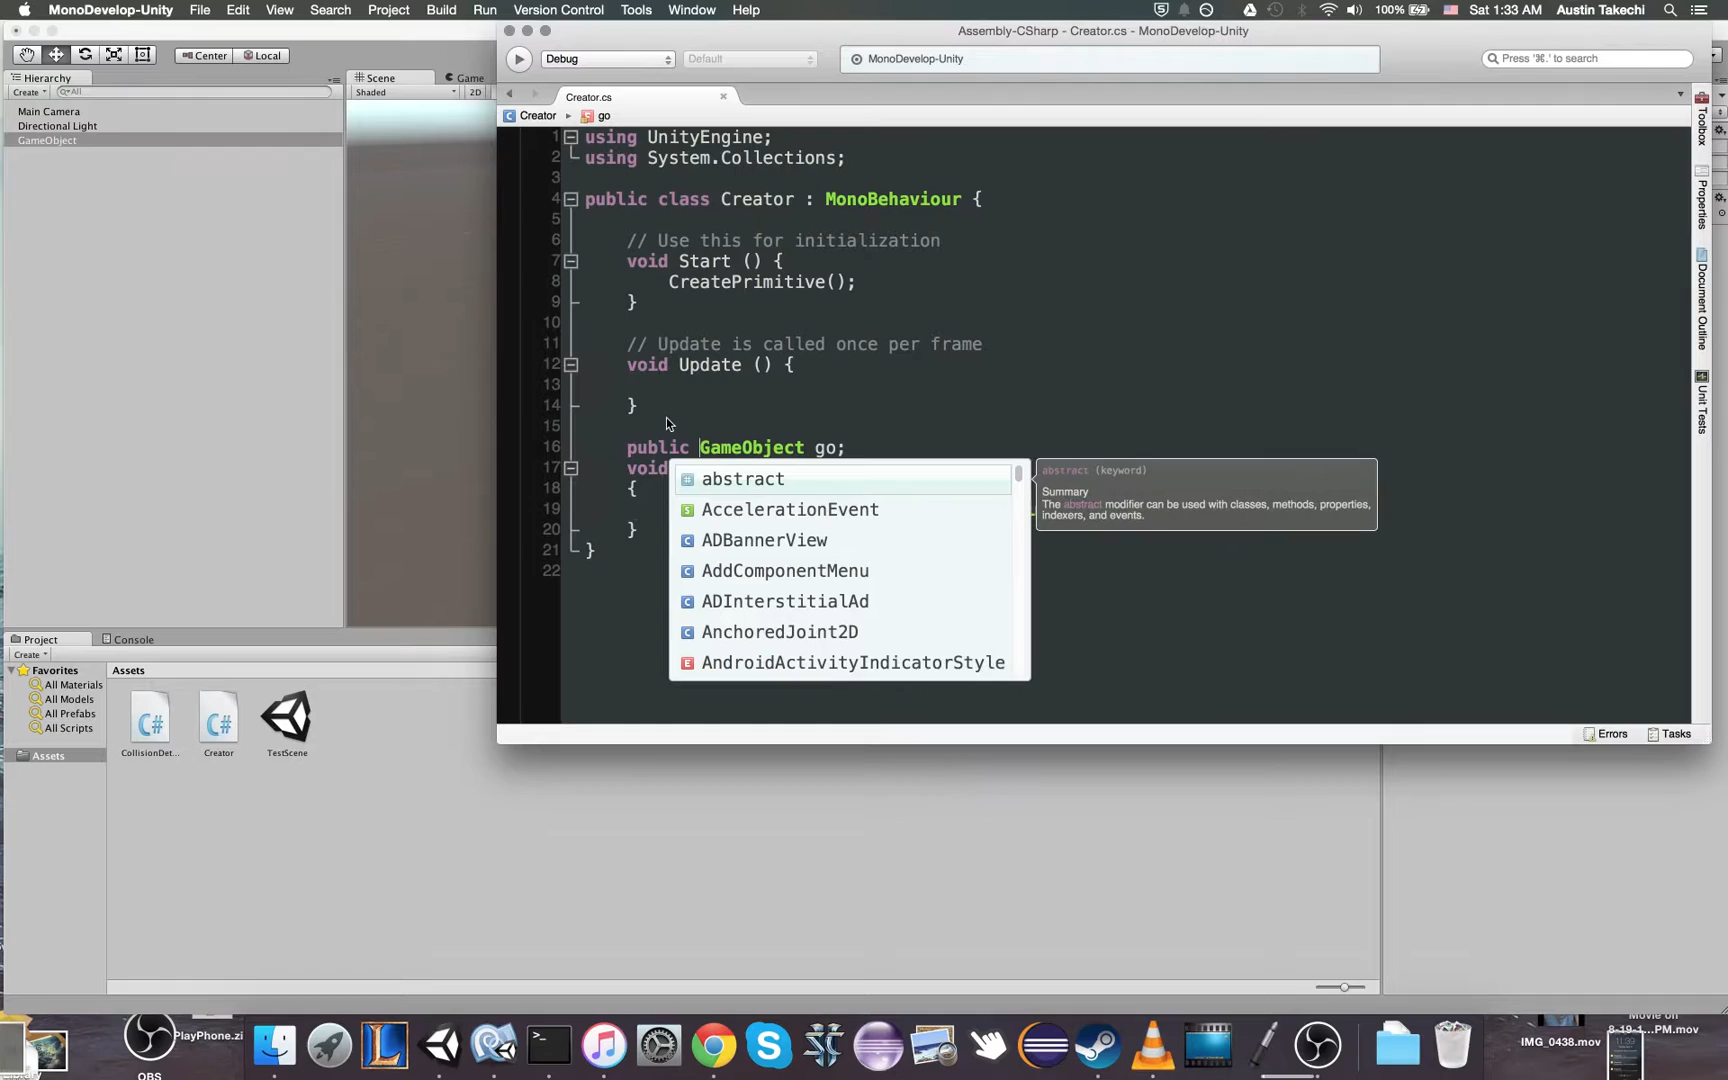 MonoDevelop-Unity File Edit View Search Project Build Run Version Control Tools Window Help 100% Sat 1:33 AM Austin Takechi
Assembly-CSharp - Creator.cs - MonoDevelop-Unity
Center Local
Debug Default MonoDevelop-Unity Press '⌘.' to search
Hierarchy
Scene Game
Create All
Shaded 2D
Creator.cs
Main Camera
Directional Light
GameObject
Creator go
1 using UnityEngine;
2 using System.Collections;
3
4 public class Creator : MonoBehaviour {
5
6 // Use this for initialization
7 void Start () {
8 CreatePrimitive();
9 }
10
11 // Update is called once per frame
12 void Update () {
13
14 }
15
16 public GameObject go;
17 void
18 {
19
20 }
21 }
22
abstract
AccelerationEvent
ADBannerView
AddComponentMenu
ADInterstitialAd
AnchoredJoint2D
AndroidActivityIndicatorStyle
abstract (keyword)
Summary
The abstract modifier can be used with classes, methods, properties,
indexers, and events.
Toolbox
Properties
Document Outline
Unit Tests
Errors Tasks
Project Console
Create
Favorites
All Materials
All Models
All Prefabs
All Scripts
Assets
Assets
CollisionDet... Creator TestScene
C# C#
PlayPhone.zi
OBS
8-19-1...PM.mov
IMG_0438.mov
11:39